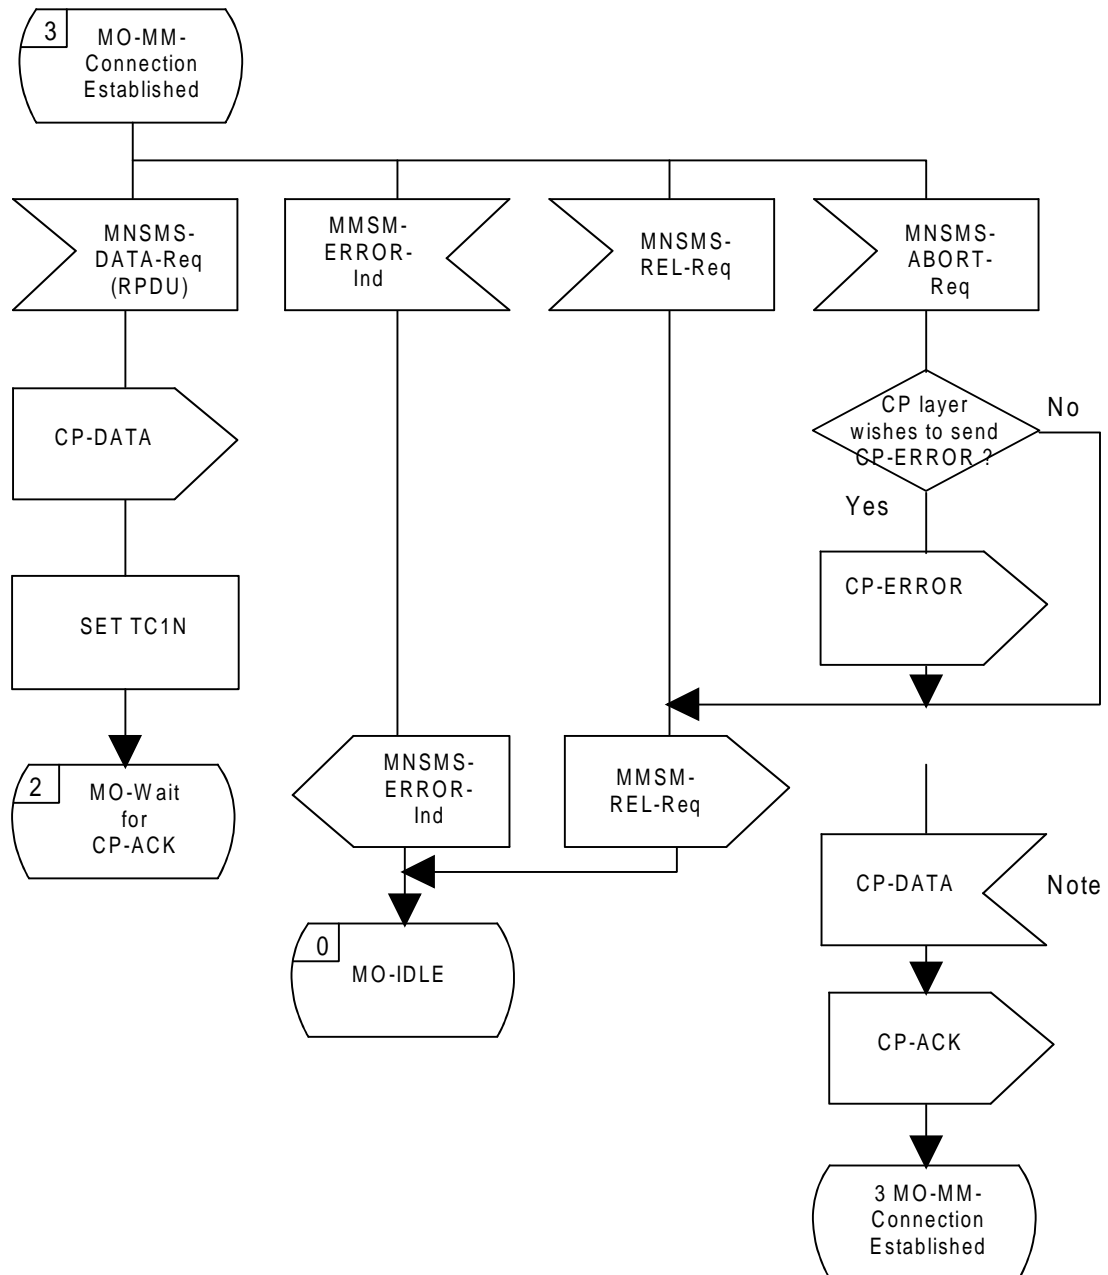 3
MO-MM-
Connection
Established
MNSMS-
DATA-Req
(RPDU)
MMSM-
ERROR-
Ind
MNSMS-
REL-Req
MNSMS-
ABORT-
Req
CP-DATA
CP layer
wishes to send
CP-ERROR ?
No
Yes
SET TC1N
CP-ERROR
2
MO-Wait
for
CP-ACK
MNSMS-
ERROR-
Ind
MMSM-
REL-Req
CP-DATA
Note
0
MO-IDLE
CP-ACK
3 MO-MM-
Connection
Established